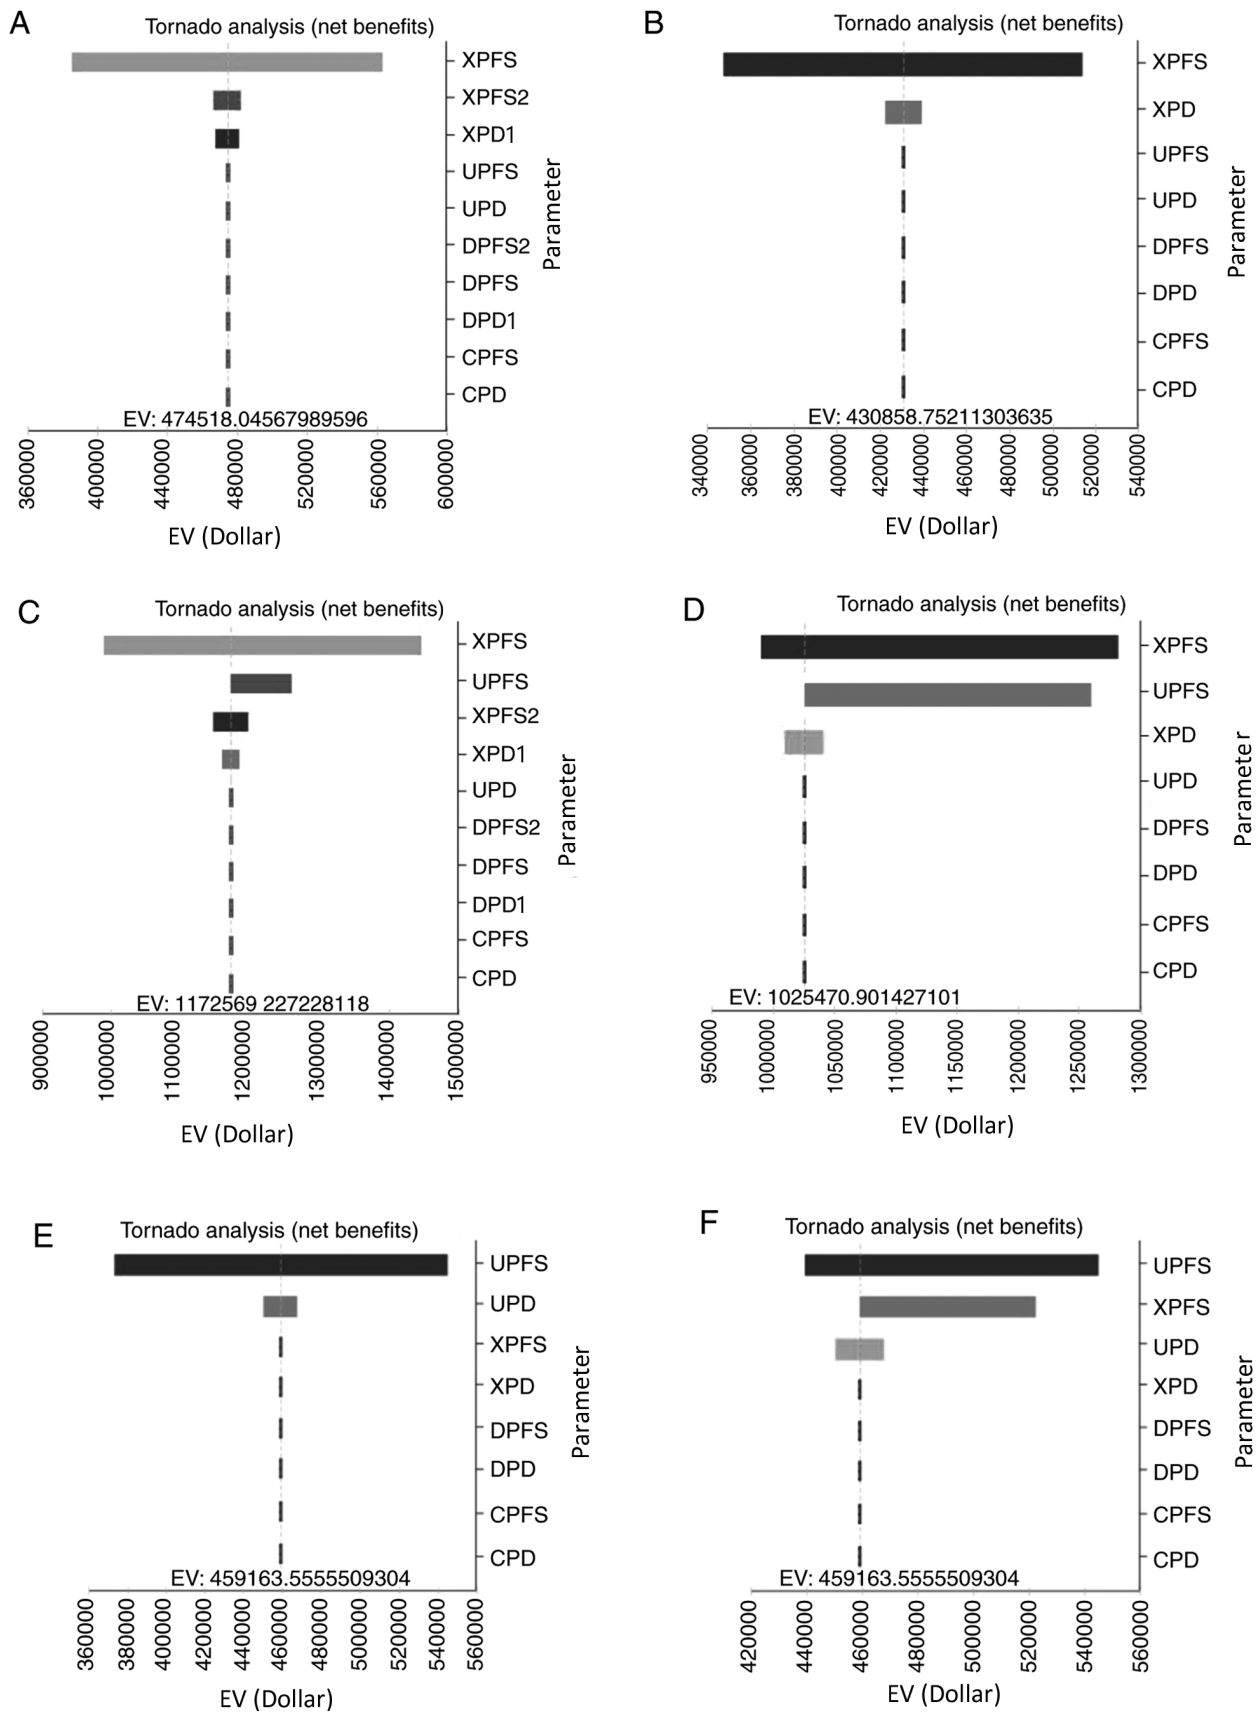 A
Tornado analysis (net benefits)
XPFS
XPFS2
XPD1
UPFS
UPD
DPFS2
DPFS
DPD1
CPFS
CPD
Parameter
EV: 474518.04567989596
360000
400000
440000
480000
520000
560000
600000
EV (Dollar)
B
Tornado analysis (net benefits)
XPFS
XPD
UPFS
UPD
DPFS
DPD
CPFS
CPD
Parameter
EV: 430858.75211303635
340000
360000
380000
400000
420000
440000
460000
480000
500000
520000
540000
EV (Dollar)
C
Tornado analysis (net benefits)
XPFS
UPFS
XPFS2
XPD1
UPD
DPFS2
DPFS
DPD1
CPFS
CPD
Parameter
EV: 1172569 227228118
900000
1000000
1100000
1200000
1300000
1400000
1500000
EV (Dollar)
D
Tornado analysis (net benefits)
XPFS
UPFS
XPD
UPD
DPFS
DPD
CPFS
CPD
Parameter
EV: 1025470.901427101
950000
1000000
1050000
1100000
1150000
1200000
1250000
1300000
EV (Dollar)
E
Tornado analysis (net benefits)
UPFS
UPD
XPFS
XPD
DPFS
DPD
CPFS
CPD
Parameter
EV: 459163.5555509304
360000
380000
400000
420000
440000
460000
480000
500000
520000
540000
560000
EV (Dollar)
F
Tornado analysis (net benefits)
UPFS
XPFS
UPD
XPD
DPFS
DPD
CPFS
CPD
Parameter
EV: 459163.5555509304
420000
440000
460000
480000
500000
520000
540000
560000
EV (Dollar)